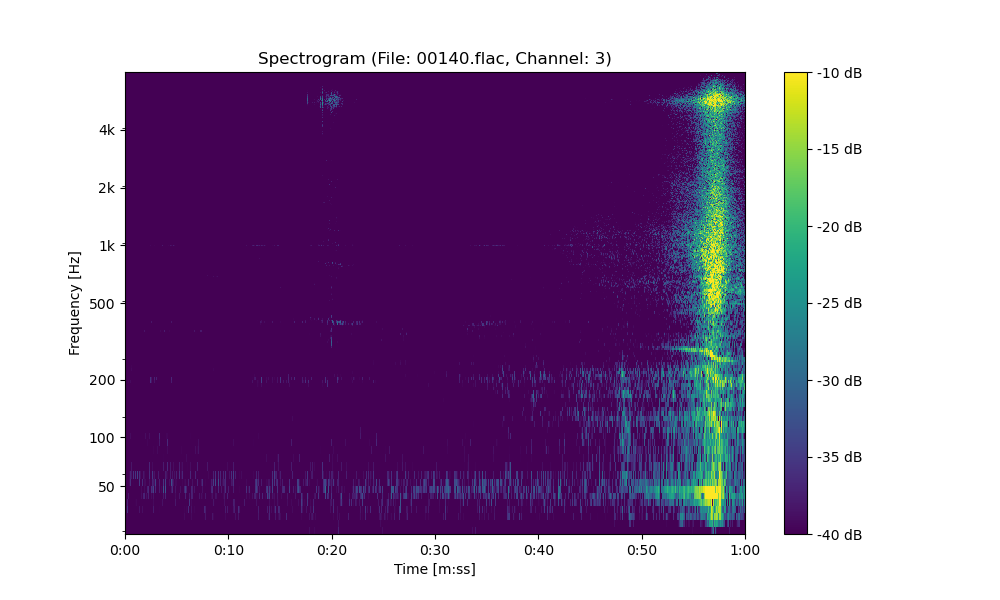 Spectrogram (File: 00140.flac, Channel: 3)
Frequency [Hz]
4k
2k
1k
500
200
100
50
0:00 0:10 0:20 0:30 0:40 0:50 1:00
Time [m:ss]
-10 dB
-15 dB
-20 dB
-25 dB
-30 dB
-35 dB
-40 dB